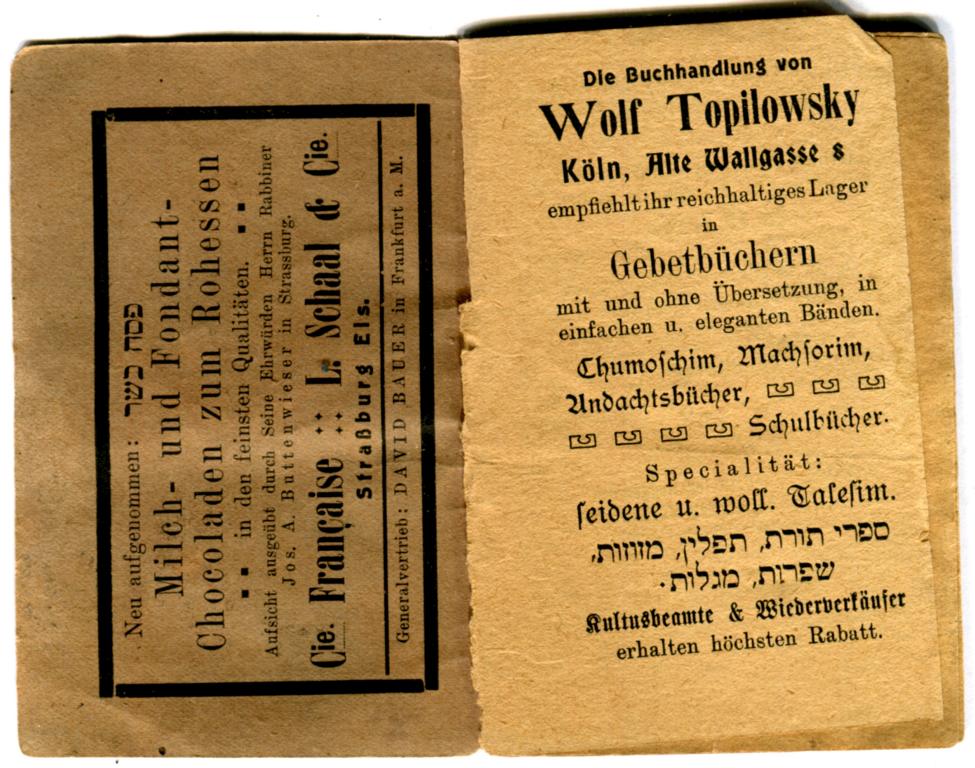 Neu aufgenommen: פסח כשר
Milch- und Fondant-
Chocoladen zum Rohessen
in den feinsten Qualitäten.
Aufsicht ausgeübt durch Seine Ehrwürden Herrn Rabbiner
Jos. A. Buttenwieser in Strassburg.
Cie. Française :: L. Schaal & Cie.
Straßburg Els.
Generalvertrieb: DAVID BAUER in Frankfurt a. M.
Die Buchhandlung von
Wolf Topilowsky
Köln, Alte Wallgasse 8
empfiehlt ihr reichhaltiges Lager
in
Gebetbüchern
mit und ohne Übersetzung, in
einfachen u. eleganten Bänden.
Chumoschim, Machsorim,
Andachtsbücher,
Schulbücher.
Specialität:
seidene u. woll. Talesim.
ספרי תורת, תפלין, מזוזות,
שפרות, מגלות.
Kultusbeamte & Wiederverkäufer
erhalten höchsten Rabatt.